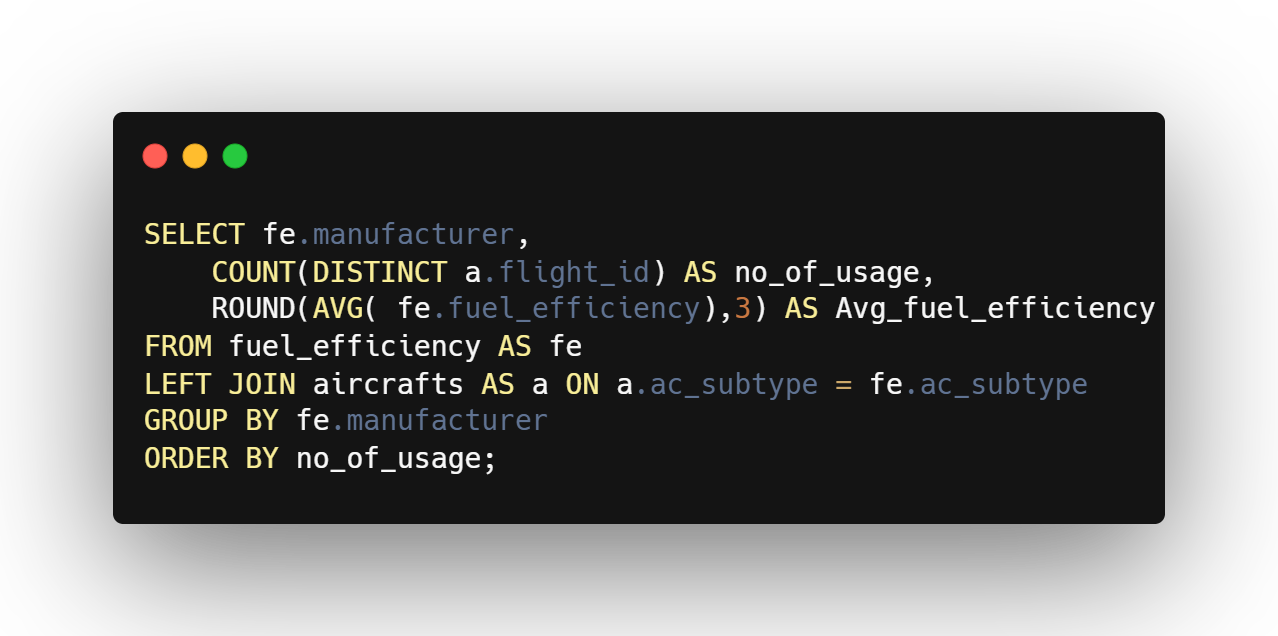 SELECT fe.manufacturer,
    COUNT(DISTINCT a.flight_id) AS no_of_usage,
    ROUND(AVG( fe.fuel_efficiency),3) AS Avg_fuel_efficiency
FROM fuel_efficiency AS fe
LEFT JOIN aircrafts AS a ON a.ac_subtype = fe.ac_subtype
GROUP BY fe.manufacturer
ORDER BY no_of_usage;